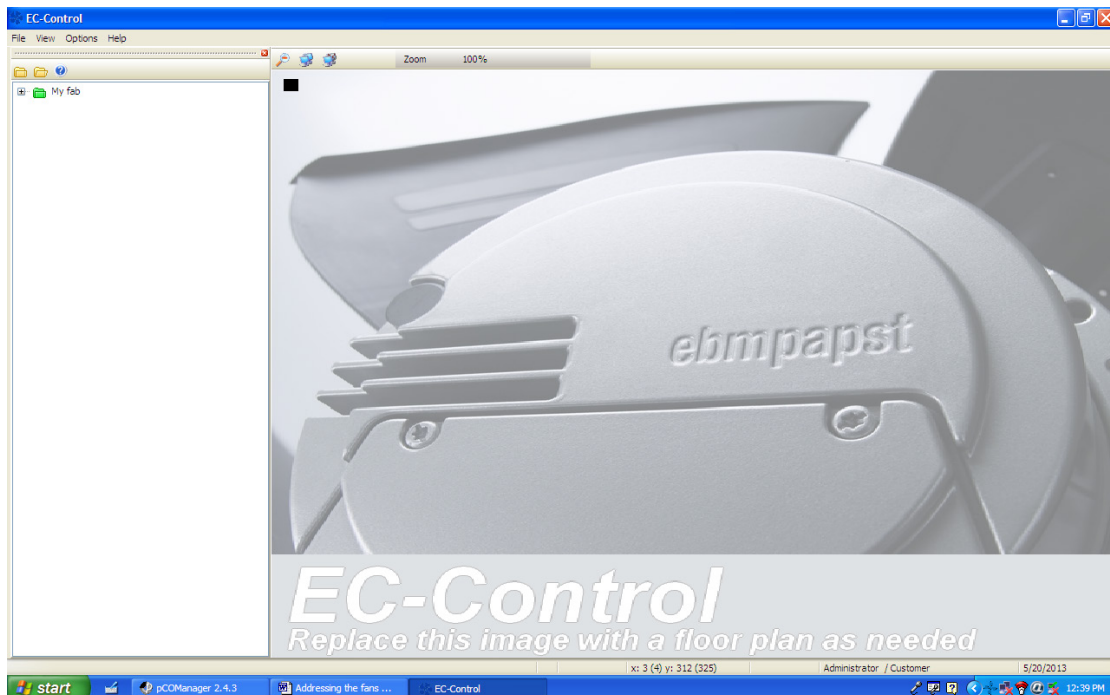 EC-Control
File View Options Help
Zoom 100%
My fab
ebmpapst
EC-Control
Replace this image with a floor plan as needed
x: 3 (4) y: 312 (325) Administrator / Customer 5/20/2013
start pCOManager 2.4.3 Addressing the fans ... EC-Control 12:39 PM